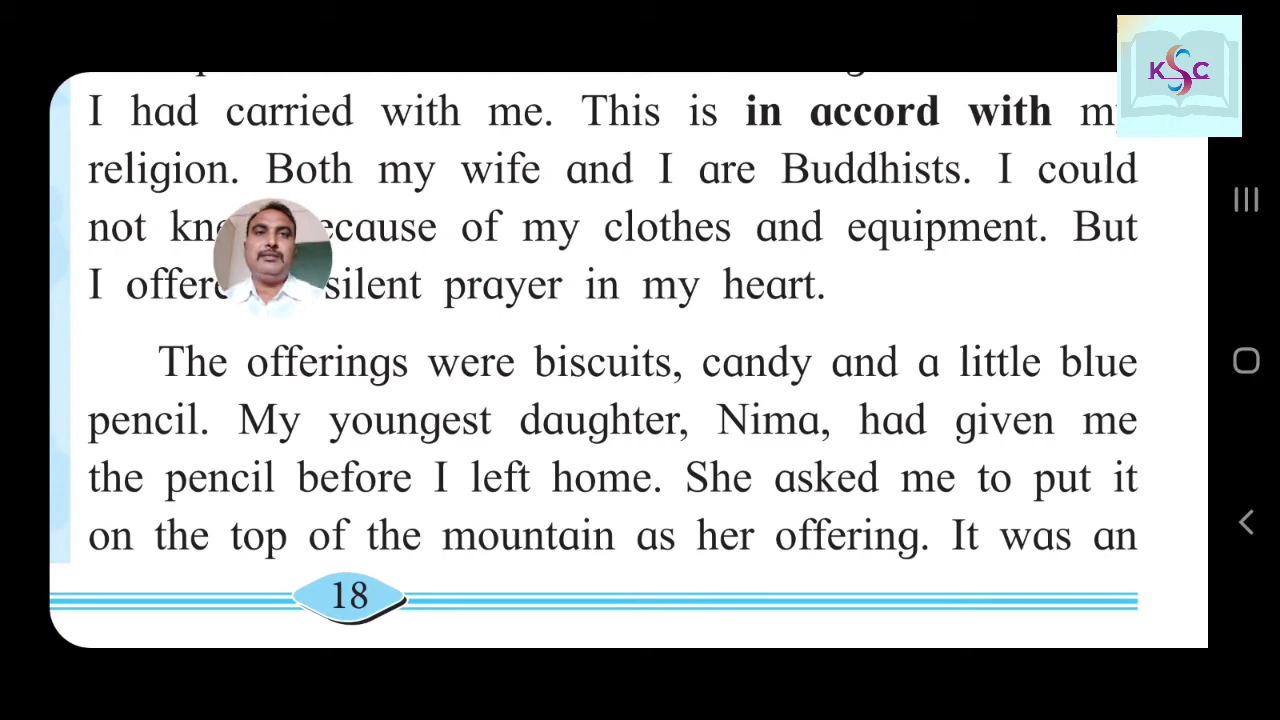 KSC
I had carried with me. This is in accord with
religion. Both my wife and I are Buddhists. I could
not because of my clothes and equipment. But
I silent prayer in my heart.
The offerings were biscuits, candy and a little blue
pencil. My youngest daughter, Nima, had given me
the pencil before I left home. She asked me to put it
on the top of the mountain as her offering. It was an
18